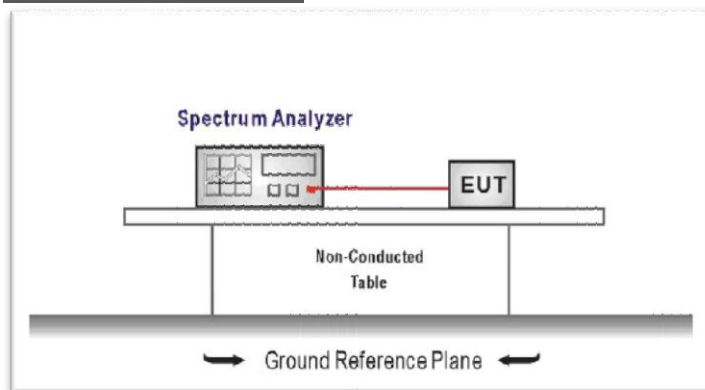 Spectrum Analyzer
EUT
Non-Conducted
Table
Ground Reference Plane